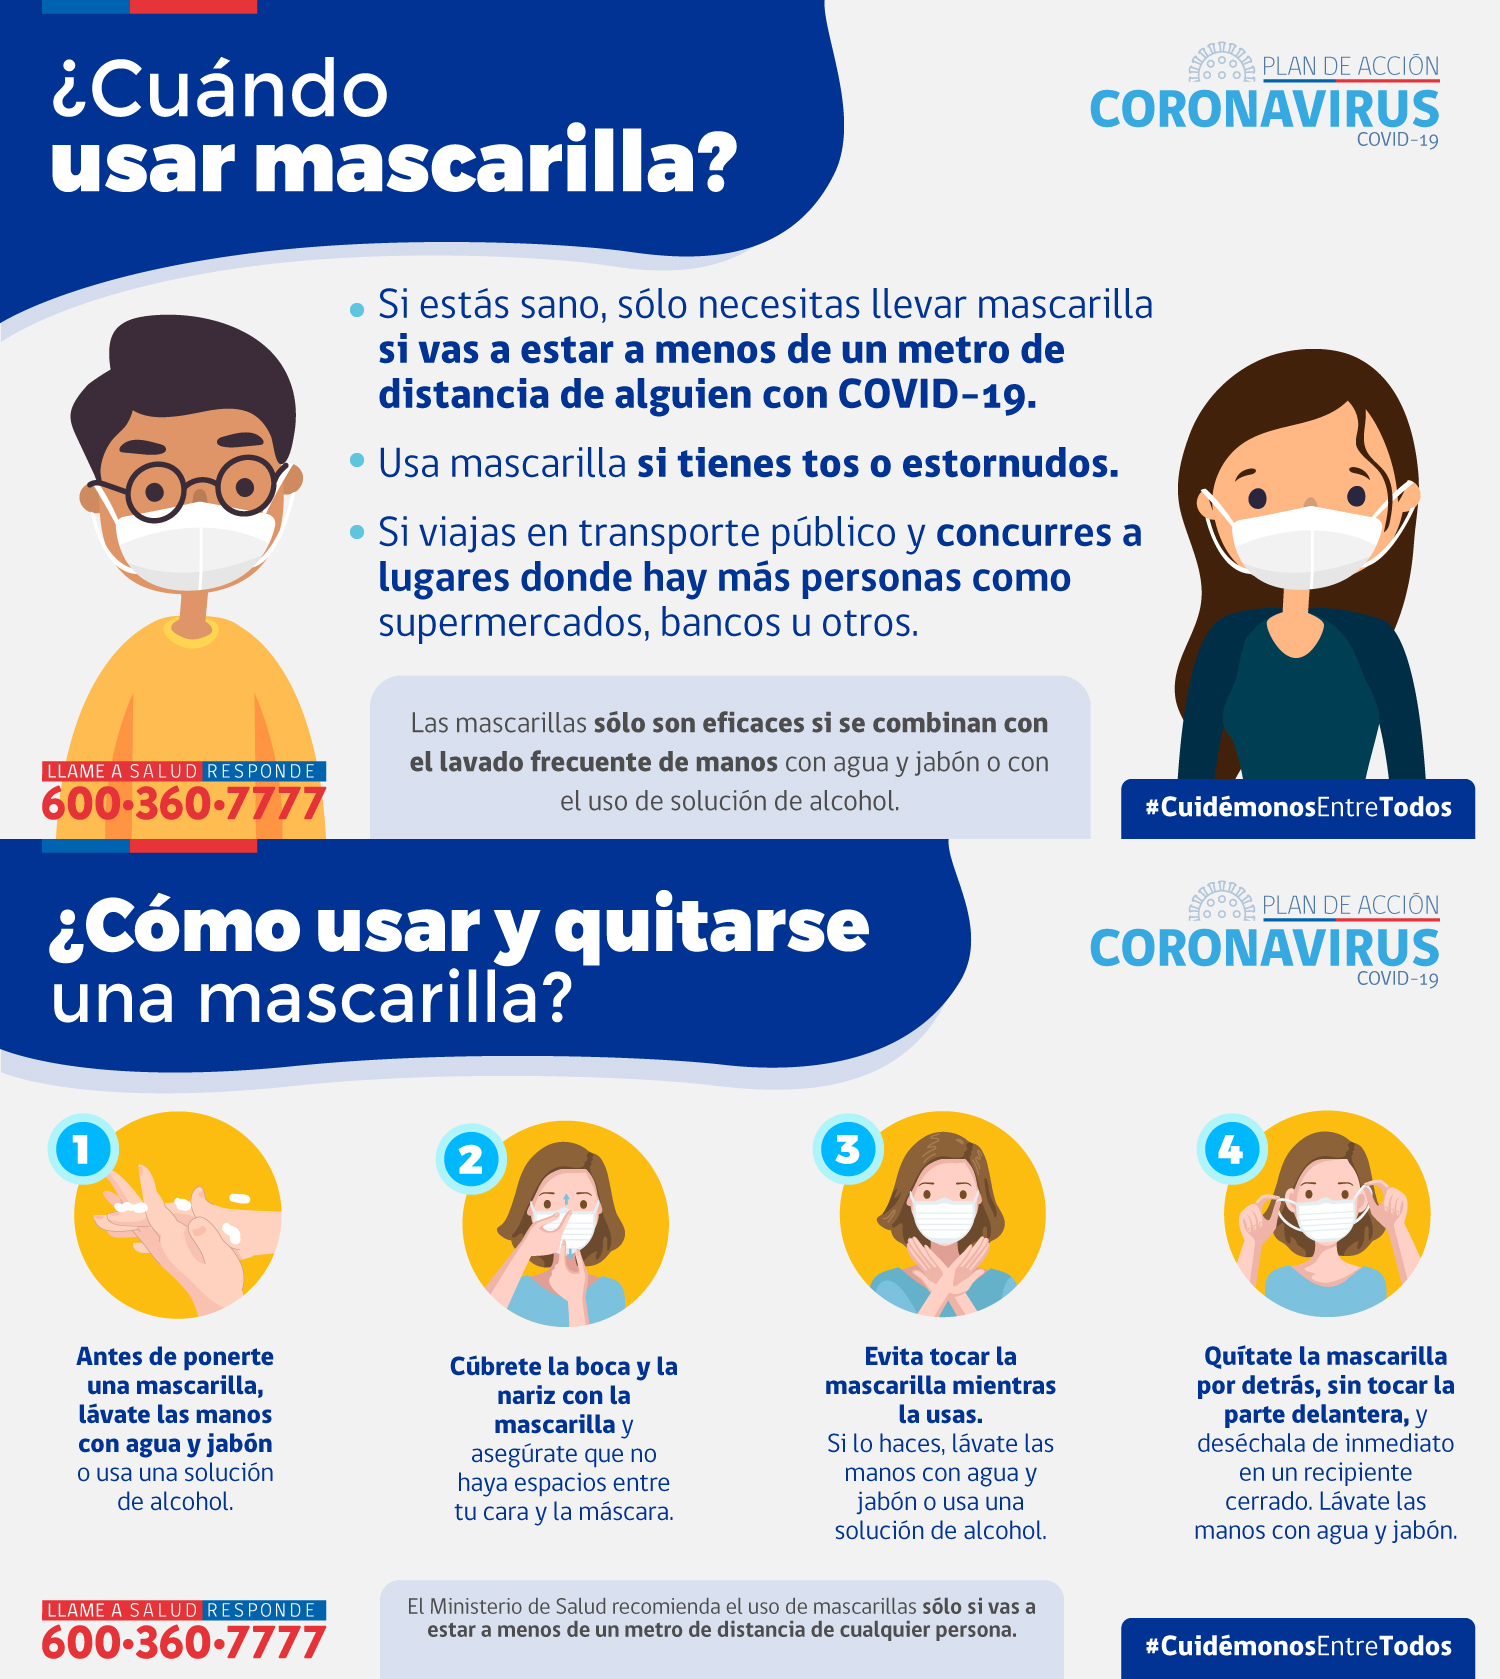 ¿Cuándo
usar mascarilla?
PLAN DE ACCIÓN
CORONAVIRUS
COVID-19
• Si estás sano, sólo necesitas llevar mascarilla
si vas a estar a menos de un metro de
distancia de alguien con COVID-19.
• Usa mascarilla si tienes tos o estornudos.
• Si viajas en transporte público y concurres a
lugares donde hay más personas como
supermercados, bancos u otros.
Las mascarillas sólo son eficaces si se combinan con
el lavado frecuente de manos con agua y jabón o con
el uso de solución de alcohol.
LLAME A SALUD RESPONDE
600·360·7777
#CuidémonosEntreTodos
¿Cómo usar y quitarse
una mascarilla?
PLAN DE ACCIÓN
CORONAVIRUS
COVID-19
1
Antes de ponerte
una mascarilla,
lávate las manos
con agua y jabón
o usa una solución
de alcohol.
2
Cúbrete la boca y la
nariz con la
mascarilla y
asegúrate que no
haya espacios entre
tu cara y la máscara.
3
Evita tocar la
mascarilla mientras
la usas.
Si lo haces, lávate las
manos con agua y
jabón o usa una
solución de alcohol.
4
Quítate la mascarilla
por detrás, sin tocar la
parte delantera, y
deséchala de inmediato
en un recipiente
cerrado. Lávate las
manos con agua y jabón.
LLAME A SALUD RESPONDE
600·360·7777
El Ministerio de Salud recomienda el uso de mascarillas sólo si vas a
estar a menos de un metro de distancia de cualquier persona.
#CuidémonosEntreTodos